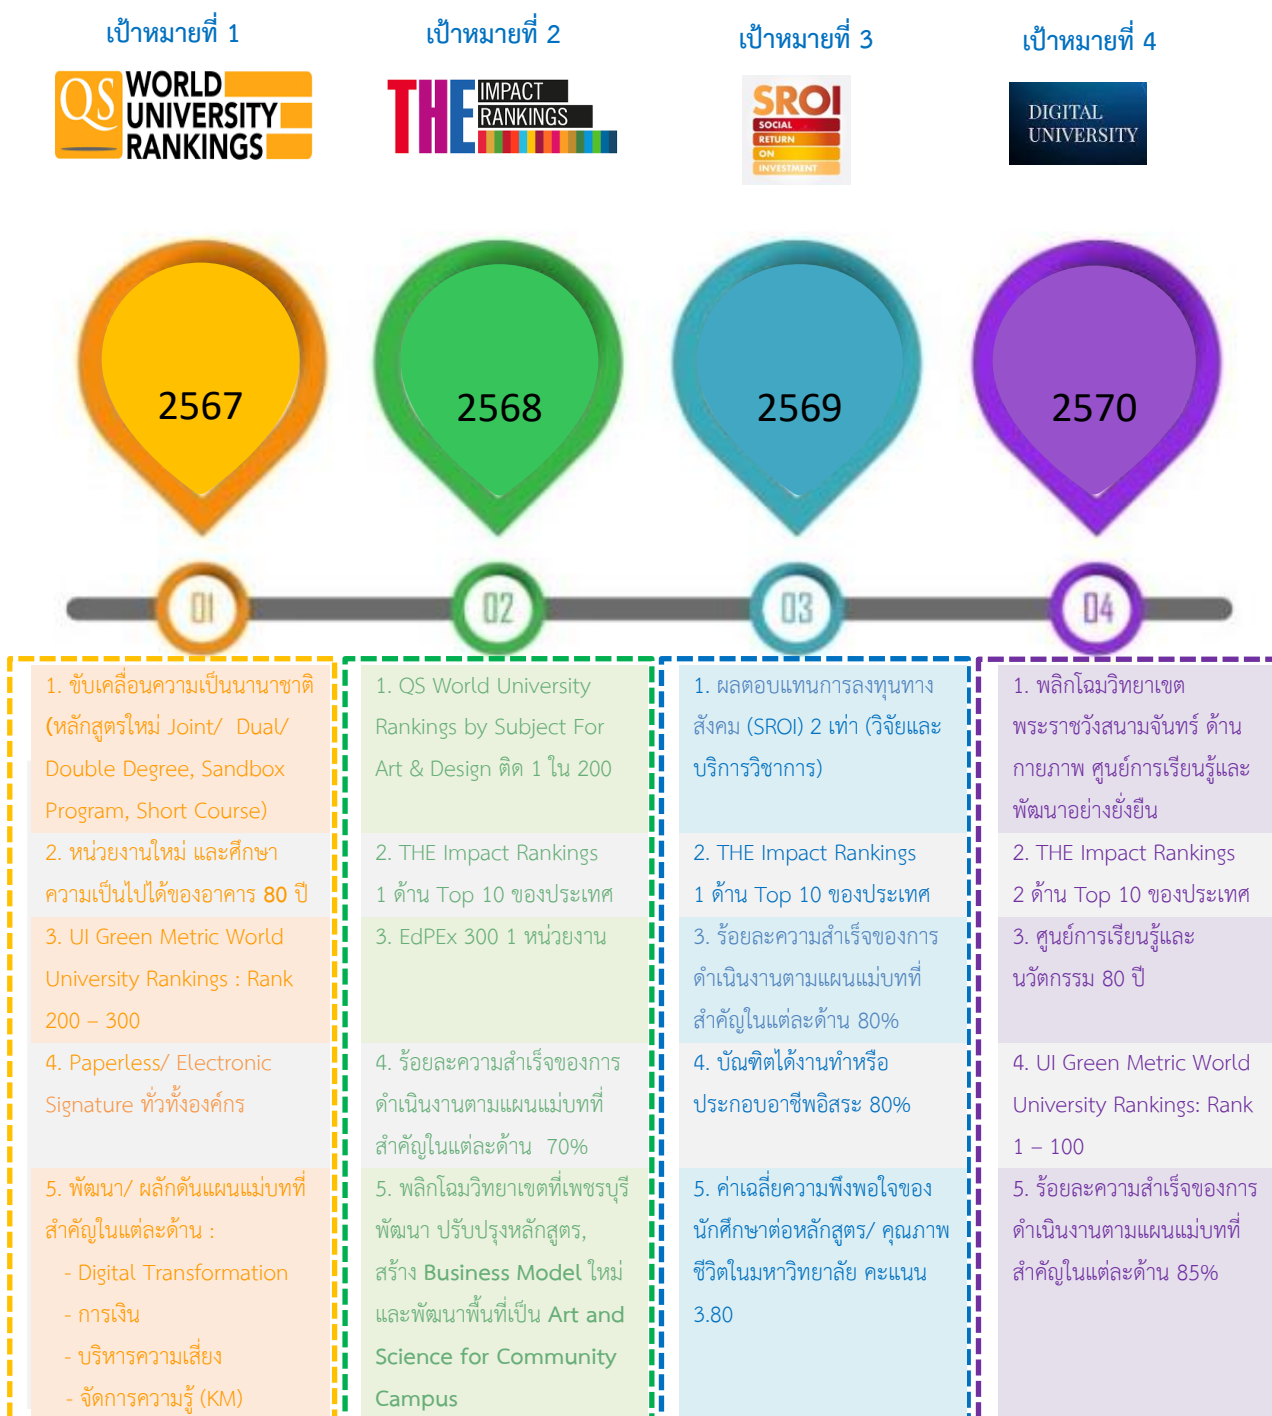 เป้าหมายที่ 1
QS WORLD
UNIVERSITY
RANKINGS
เป้าหมายที่ 2
THE IMPACT
RANKINGS
เป้าหมายที่ 3
SROI
SOCIAL
RETURN
ON
INVESTMENT
เป้าหมายที่ 4
DIGITAL
UNIVERSITY
2567
2568
2569
2570
01
02
03
04
1. ขับเคลื่อนความเป็นนานาชาติ
(หลักสูตรใหม่ Joint/ Dual/
Double Degree, Sandbox
Program, Short Course)
2. หน่วยงานใหม่ และศึกษา
ความเป็นไปได้ของอาคาร 80 ปี
3. UI Green Metric World
University Rankings : Rank
200 – 300
4. Paperless/ Electronic
Signature ทั่วทั้งองค์กร
5. พัฒนา/ ผลักดันแผนแม่บทที่
สำคัญในแต่ละด้าน :
- Digital Transformation
- การเงิน
- บริหารความเสี่ยง
- จัดการความรู้ (KM)
1. QS World University
Rankings by Subject For
Art & Design ติด 1 ใน 200
2. THE Impact Rankings
1 ด้าน Top 10 ของประเทศ
3. EdPEx 300 1 หน่วยงาน
4. ร้อยละความสำเร็จของการ
ดำเนินงานตามแผนแม่บทที่
สำคัญในแต่ละด้าน 70%
5. พลิกโฉมวิทยาเขตที่เพชรบุรี
พัฒนา ปรับปรุงหลักสูตร,
สร้าง Business Model ใหม่
และพัฒนาพื้นที่เป็น Art and
Science for Community
Campus
1. ผลตอบแทนการลงทุนทาง
สังคม (SROI) 2 เท่า (วิจัยและ
บริการวิชาการ)
2. THE Impact Rankings
1 ด้าน Top 10 ของประเทศ
3. ร้อยละความสำเร็จของการ
ดำเนินงานตามแผนแม่บทที่
สำคัญในแต่ละด้าน 80%
4. บัณฑิตได้งานทำหรือ
ประกอบอาชีพอิสระ 80%
5. ค่าเฉลี่ยความพึงพอใจของ
นักศึกษาต่อหลักสูตร/ คุณภาพ
ชีวิตในมหาวิทยาลัย คะแนน
3.80
1. พลิกโฉมวิทยาเขต
พระราชวังสนามจันทร์ ด้าน
กายภาพ ศูนย์การเรียนรู้และ
พัฒนาอย่างยั่งยืน
2. THE Impact Rankings
2 ด้าน Top 10 ของประเทศ
3. ศูนย์การเรียนรู้และ
นวัตกรรม 80 ปี
4. UI Green Metric World
University Rankings: Rank
1 – 100
5. ร้อยละความสำเร็จของการ
ดำเนินงานตามแผนแม่บทที่
สำคัญในแต่ละด้าน 85%